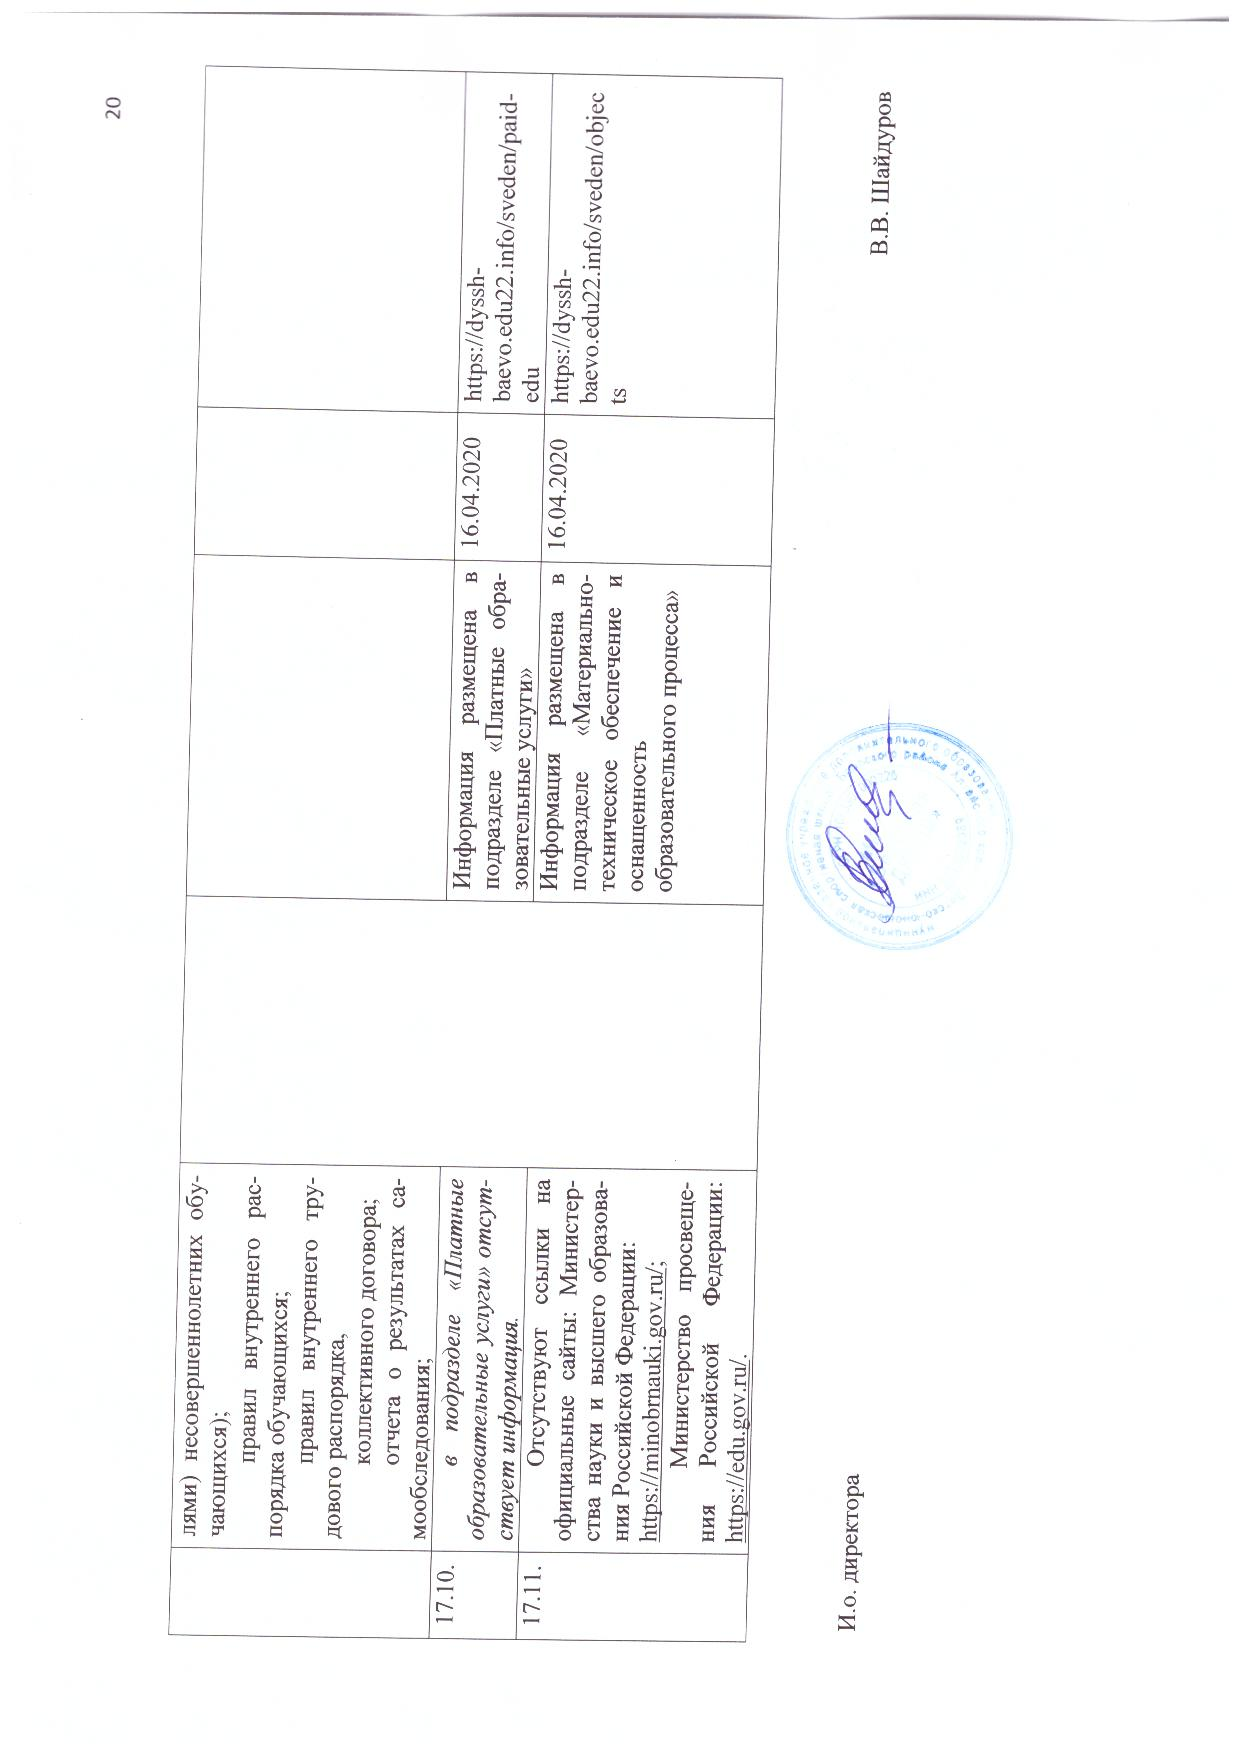 20
лями) несовершеннолетних обу-
чающихся);
правил внутреннего рас-
порядка обучающихся;
правил внутреннего тру-
дового распорядка,
коллективного договора;
отчета о результатах са-
мообследования;
17.10.
в подразделе «Платные
образовательные услуги» отсут-
ствует информация.
Информация размещена в
подразделе «Платные обра-
зовательные услуги»
16.04.2020
https://dyssh-
baevo.edu22.info/sveden/paid-
edu
17.11.
Отсутствуют ссылки на
официальные сайты: Министер-
ства науки и высшего образова-
ния Российской Федерации:
https://minobrnauki.gov.ru/;
Министерство просвеще-
ния Российской Федерации:
https://edu.gov.ru/.
Информация размещена в
подразделе «Материально-
техническое обеспечение и
оснащенность
образовательного процесса»
16.04.2020
https://dyssh-
baevo.edu22.info/sveden/objec
ts
И.о. директора
В.В. Шайдуров